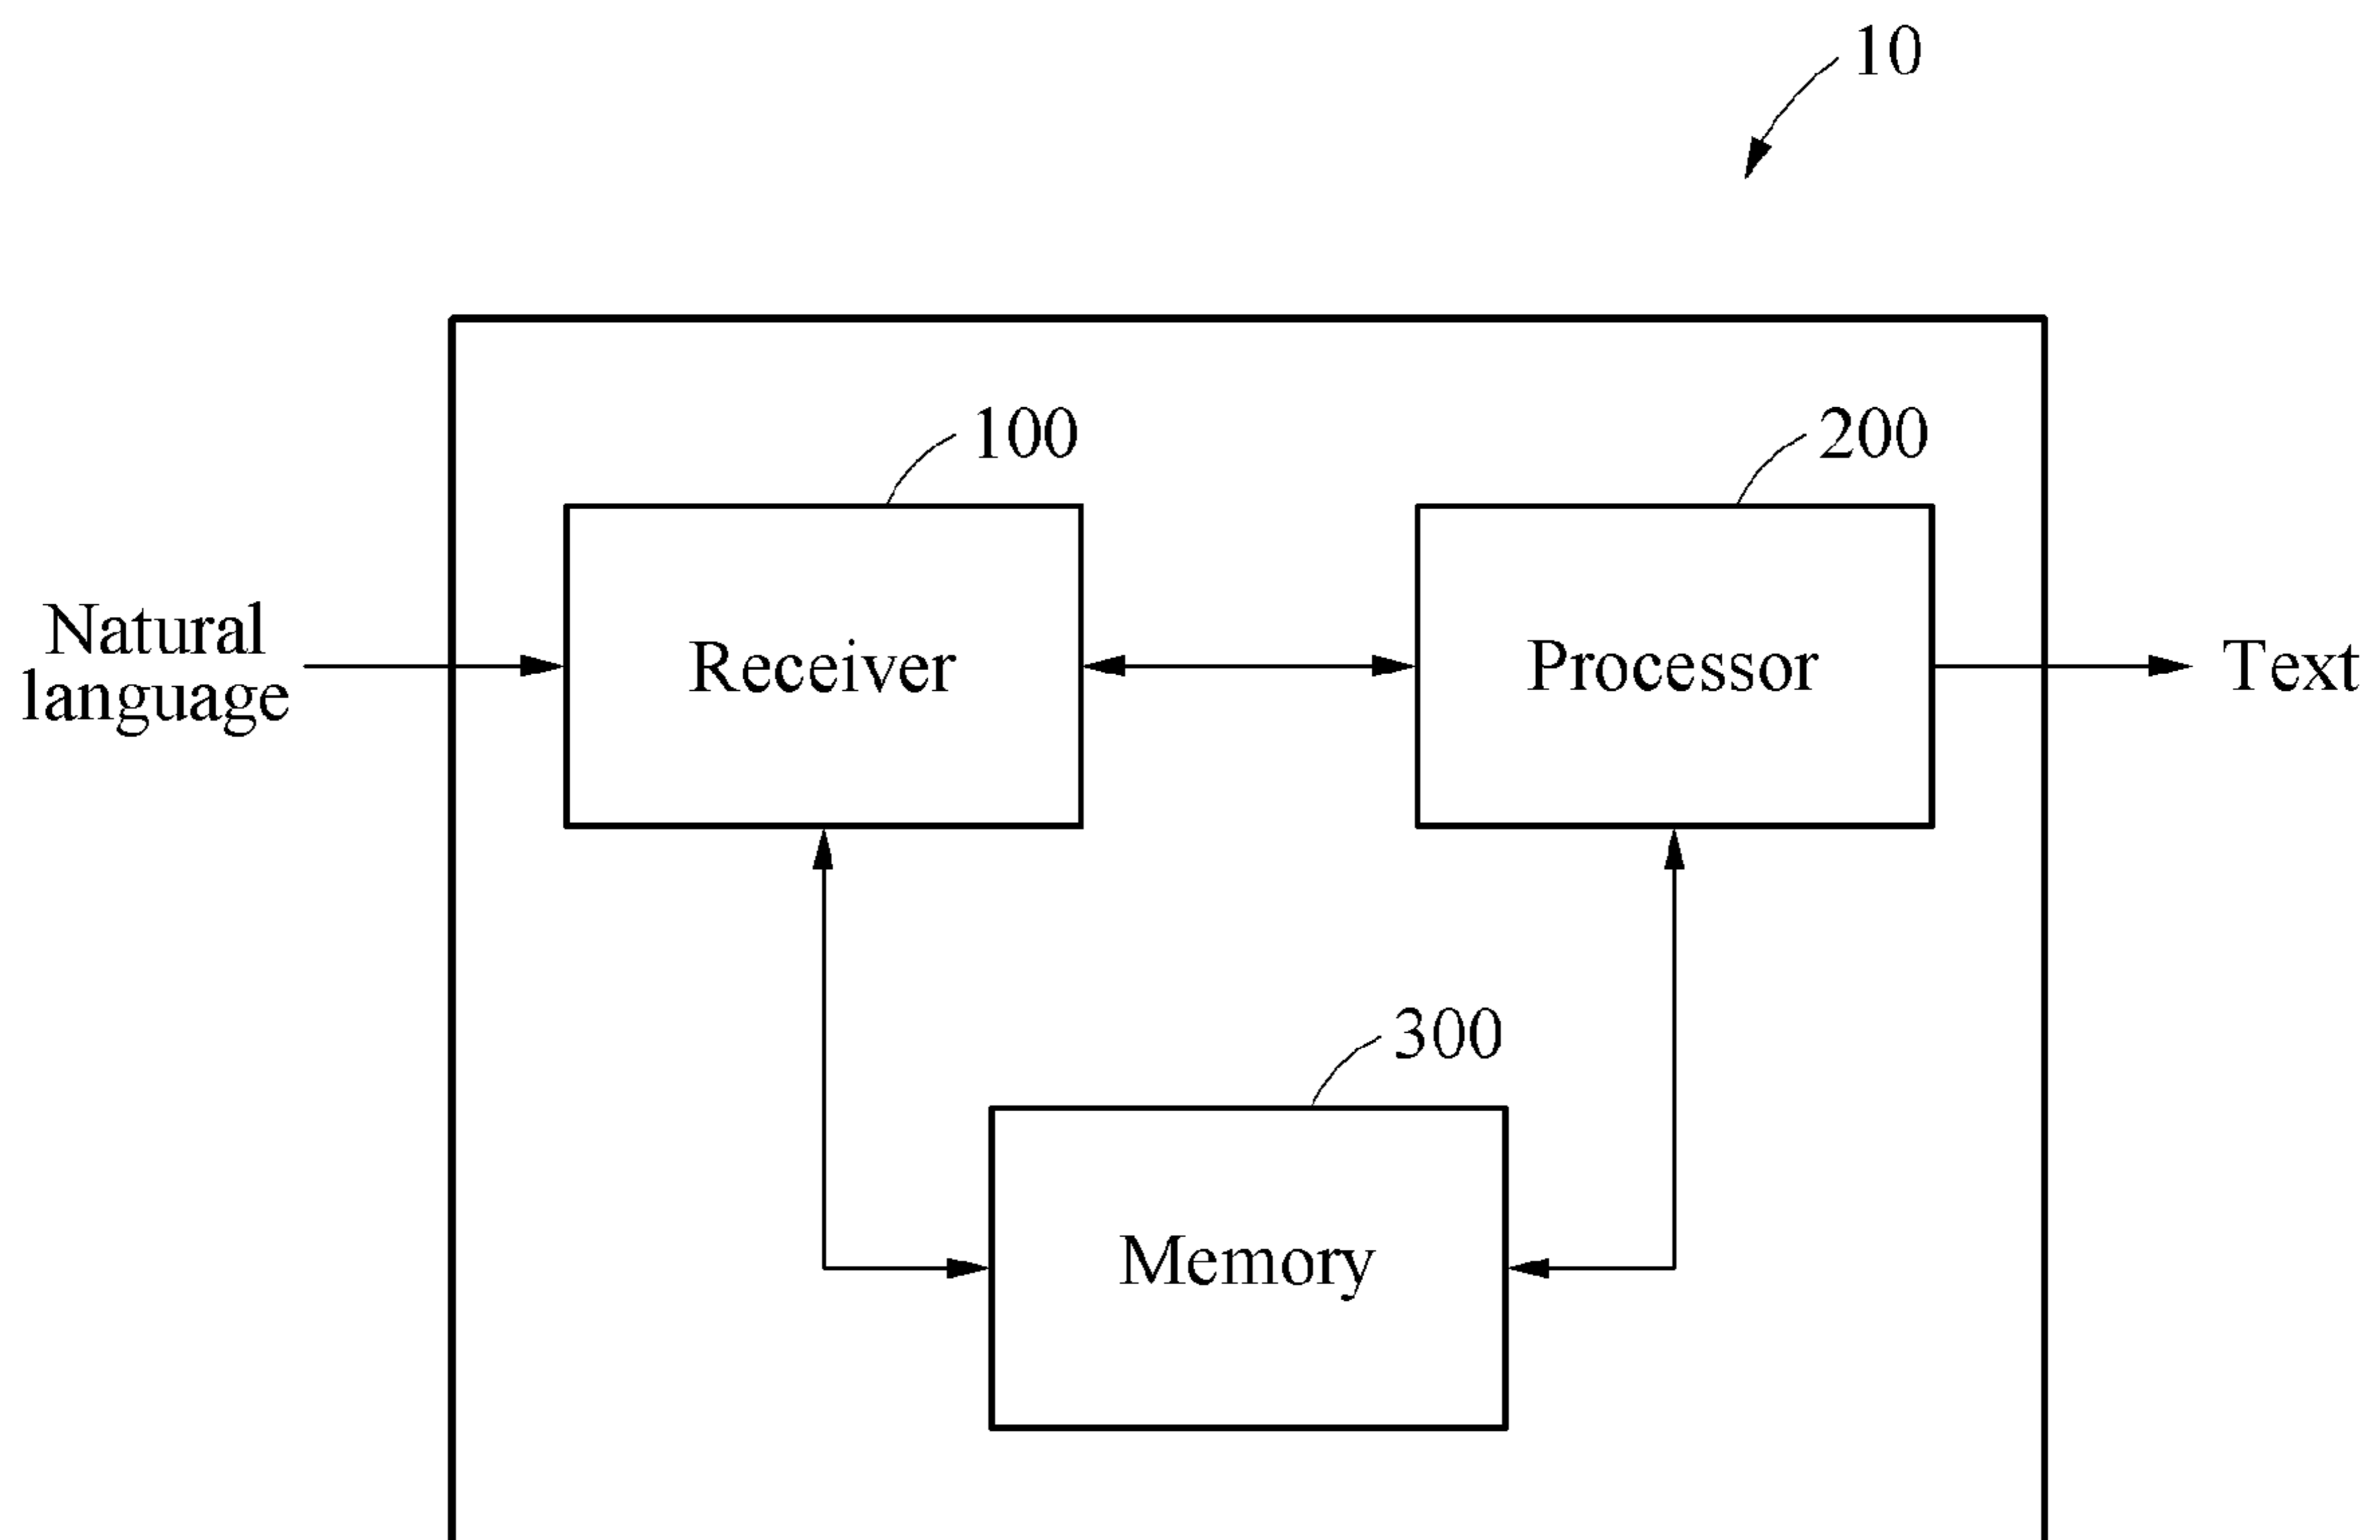 10
100
200
Natural
language
Receiver
Processor
Text
300
Memory